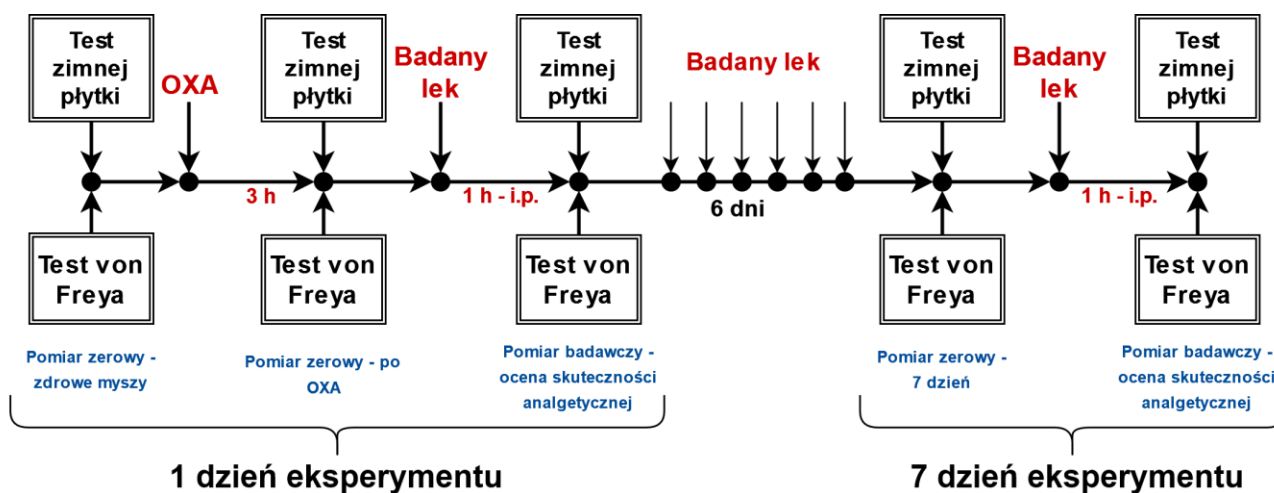 Test
zimnej
płytki
OXA
Test
zimnej
płytki
Badany
lek
Test
zimnej
płytki
Badany lek
Test
zimnej
płytki
Badany
lek
Test
zimnej
płytki
3 h
1 h - i.p.
6 dni
1 h - i.p.
Test von
Freya
Test von
Freya
Test von
Freya
Test von
Freya
Test von
Freya
Pomiar zerowy -
zdrowe myszy
Pomiar zerowy - po
OXA
Pomiar badawczy -
ocena skuteczności
analgetycznej
Pomiar zerowy -
7 dzień
Pomiar badawczy -
ocena skuteczności
analgetycznej
1 dzień eksperymentu
7 dzień eksperymentu